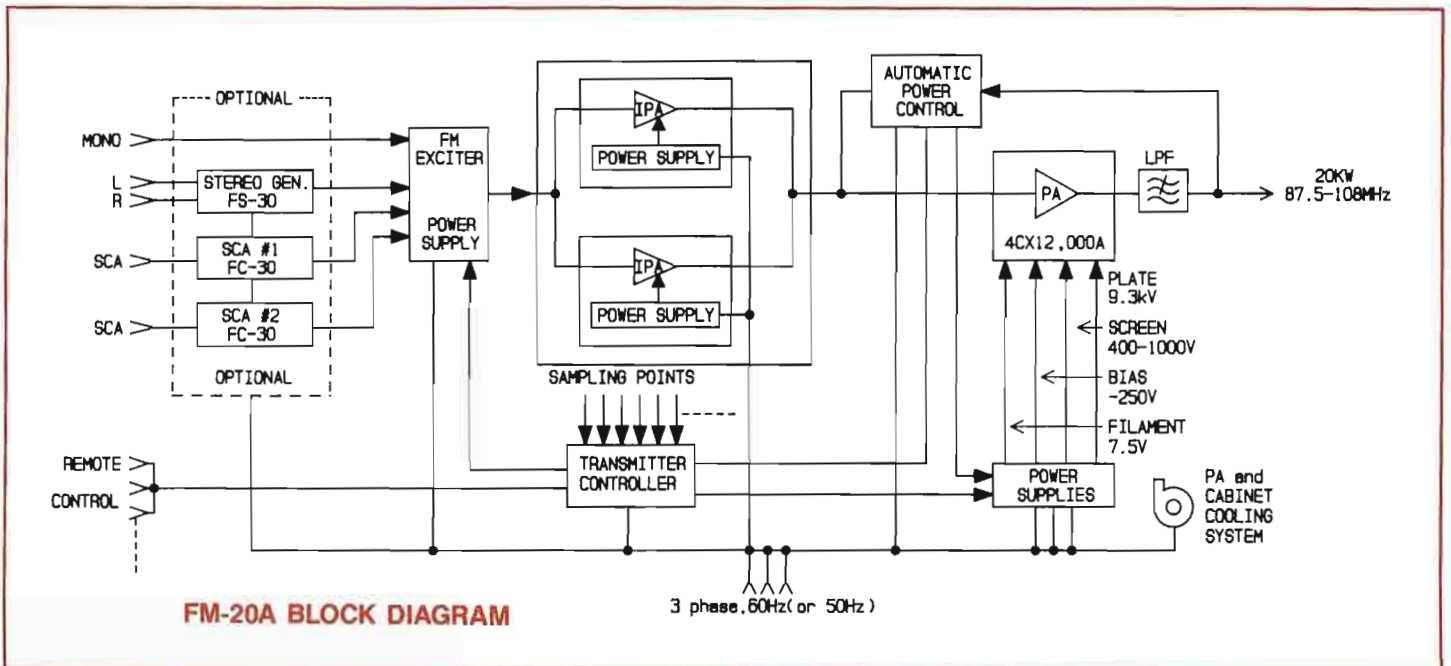 OPTIONAL
MONO
L
R
STEREO GEN.
FS-30
SCA
SCA #1
FC-30
SCA
SCA #2
FC-30
OPTIONAL
FM
EXCITER
POWER
SUPPLY
IPA
POWER SUPPLY
IPA
POWER SUPPLY
AUTOMATIC
POWER
CONTROL
PA
4CX12,000A
LPF
20KW
87.5-108MHz
PLATE
9.3kV
SCREEN
400-1000V
BIAS
-250V
FILAMENT
7.5V
SAMPLING POINTS
REMOTE
CONTROL
TRANSMITTER
CONTROLLER
POWER
SUPPLIES
PA and
CABINET
COOLING
SYSTEM
3 phase,60Hz(or 50Hz)
FM-20A BLOCK DIAGRAM